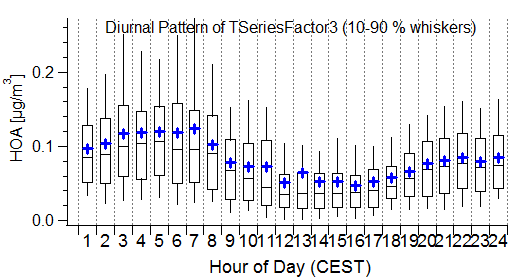 Diurnal Pattern of TSeriesFactor3 (10-90 % whiskers)
HOA [µg/m³]
0.2
0.1
0.0
1 2 3 4 5 6 7 8 9 10 11 12 13 14 15 16 17 18 19 20 21 22 23 24
Hour of Day (CEST)